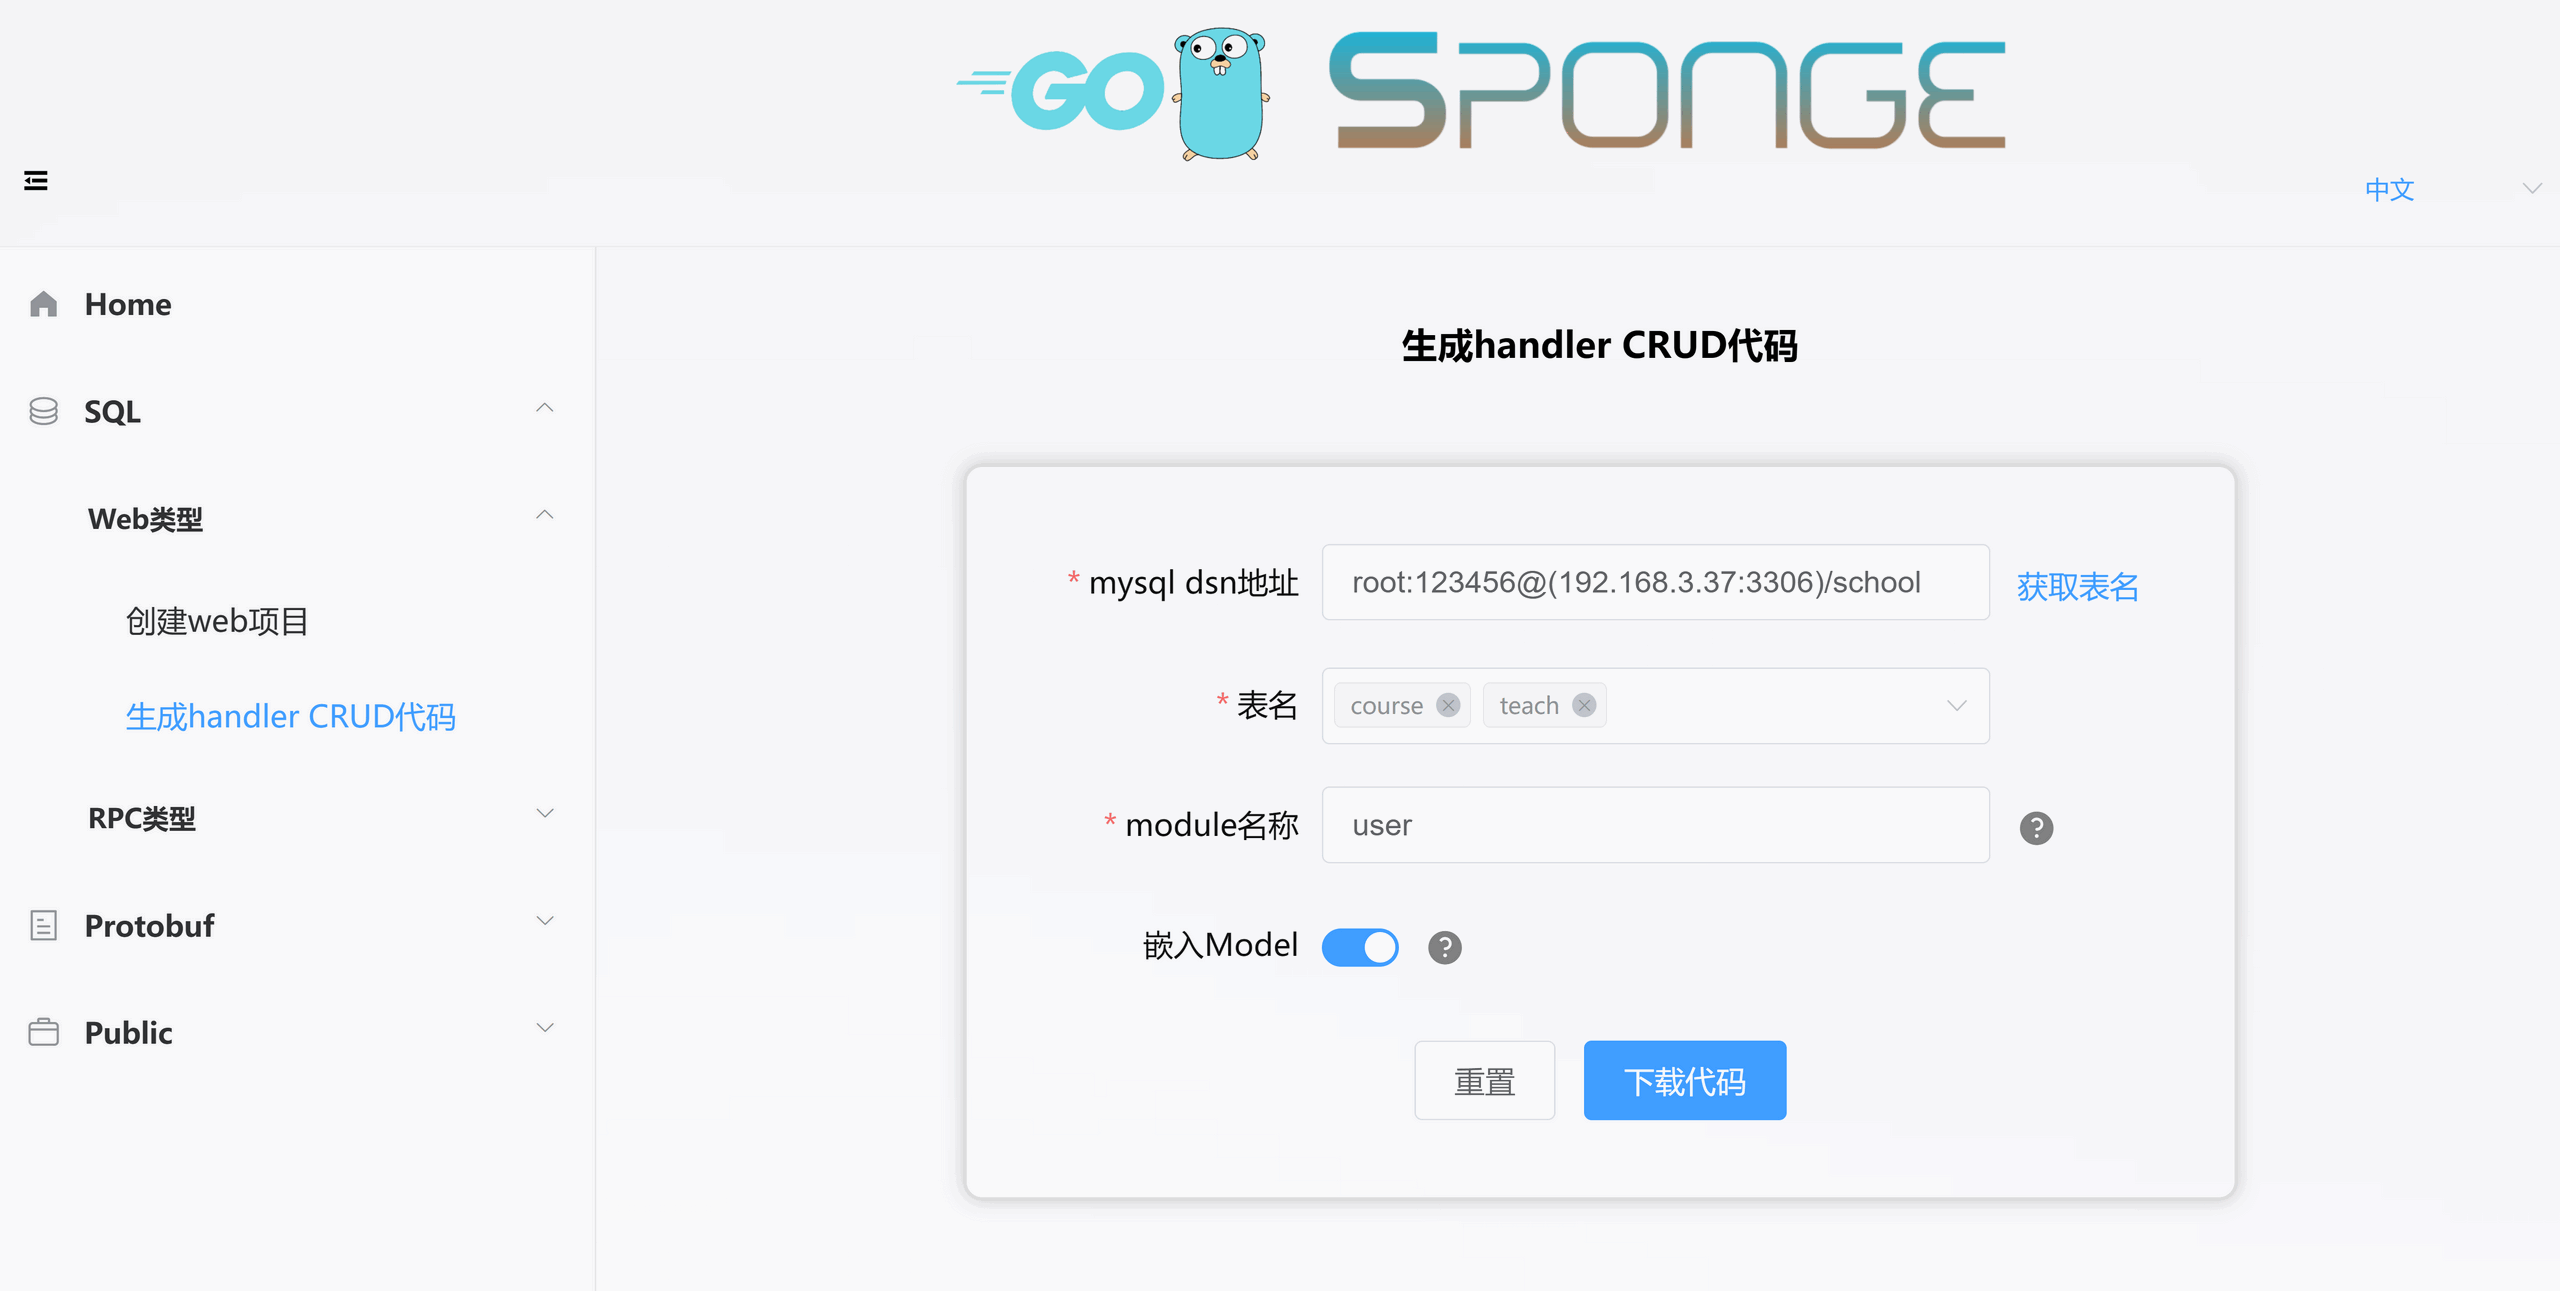 GO SPONGE
中文
Home
SQL
Web类型
创建web项目
生成handler CRUD代码
RPC类型
Protobuf
Public
生成handler CRUD代码
* mysql dsn地址 root:123456@(192.168.3.37:3306)/school 获取表名
* 表名 course teach
* module名称 user ?
嵌入Model ?
重置 下载代码